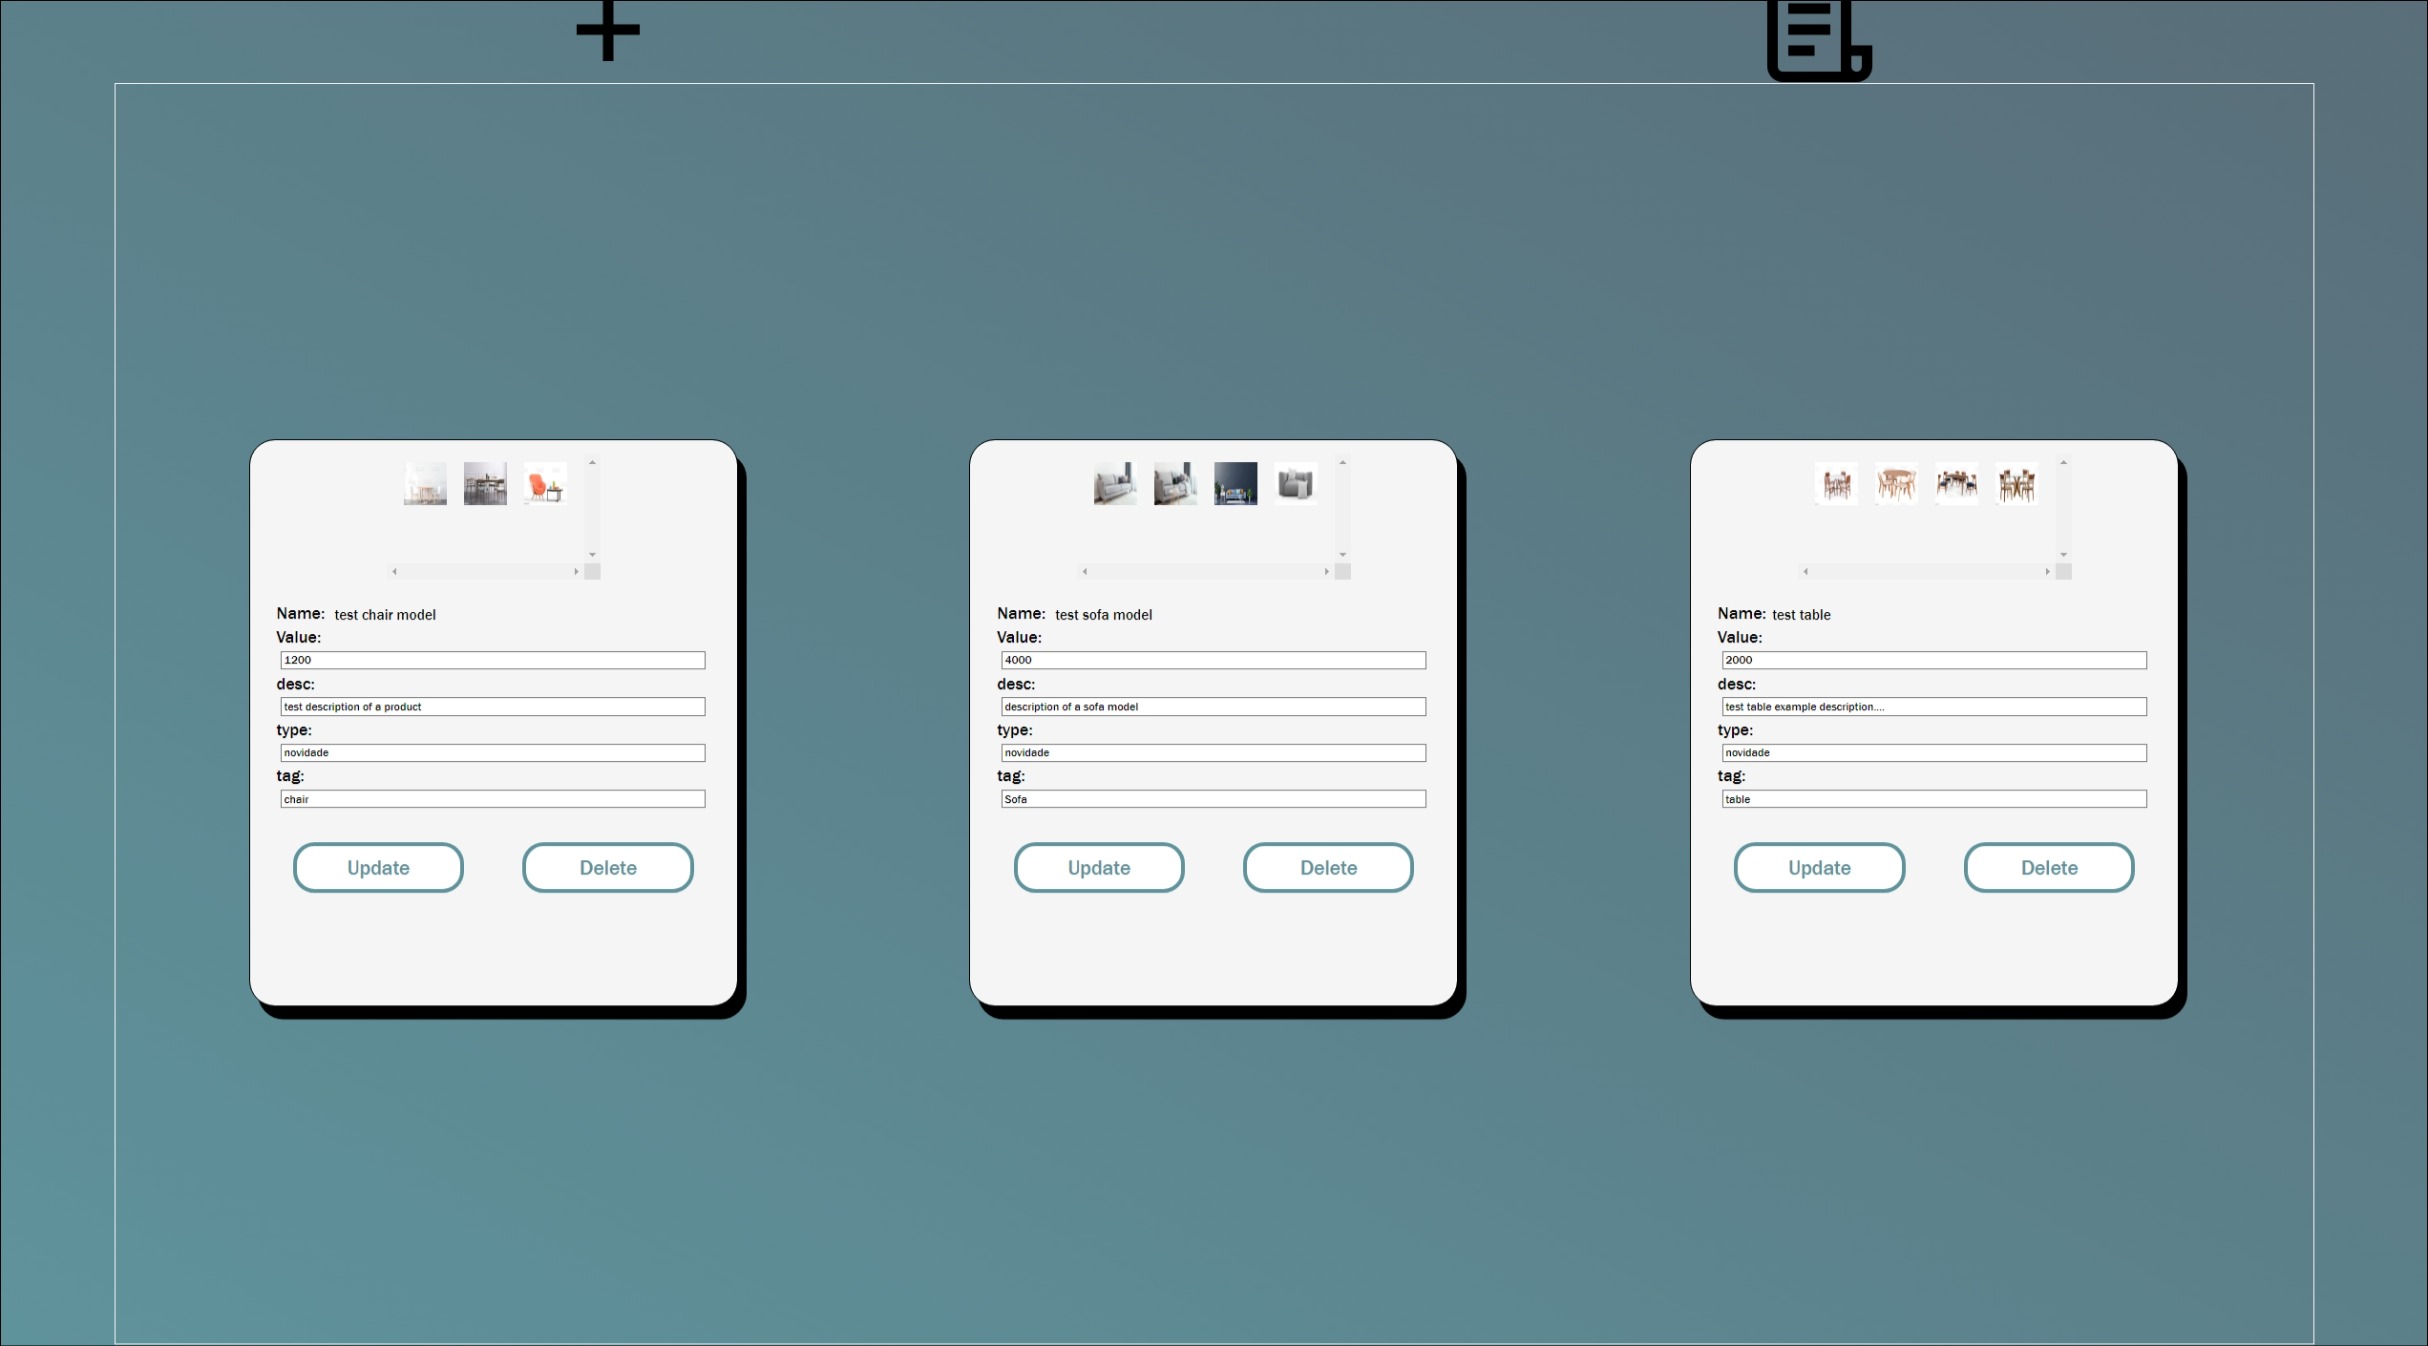 Name: test chair model
Value:
1200
desc:
test description of a product
type:
novidade
tag:
chair
Update Delete
Name: test sofa model
Value:
4000
desc:
description of a sofa model
type:
novidade
tag:
Sofa
Update Delete
Name: test table
Value:
2000
desc:
test table example description....
type:
novidade
tag:
table
Update Delete